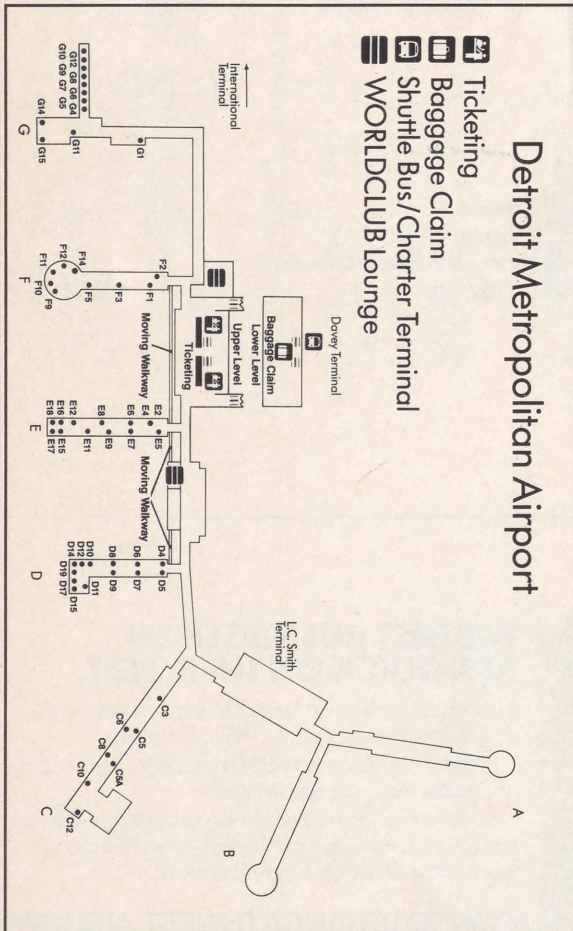 Detroit Metropolitan Airport
Ticketing
Baggage Claim
Shuttle Bus/Charter Terminal
WORLDCLUB Lounge
Davey Terminal
Baggage Claim
Lower Level
Upper Level
Ticketing
International
Terminal
L.C. Smith
Terminal
Moving Walkway
Moving Walkway
G12 G8 G6 G4
G10 G9 G7 G5
G1
G11
G14
G15
G
F2
F1
F3
F5
F14
F12
F11
F10
F9
F
E2
E4
E5
E6
E7
E8
E9
E11
E12
E16
E15
E18
E17
E
D4
D5
D6
D7
D8
D9
D10
D11
D12
D14
D19
D17
D15
D
C3
C5
C6
C5A
C8
C10
C12
C
A
B